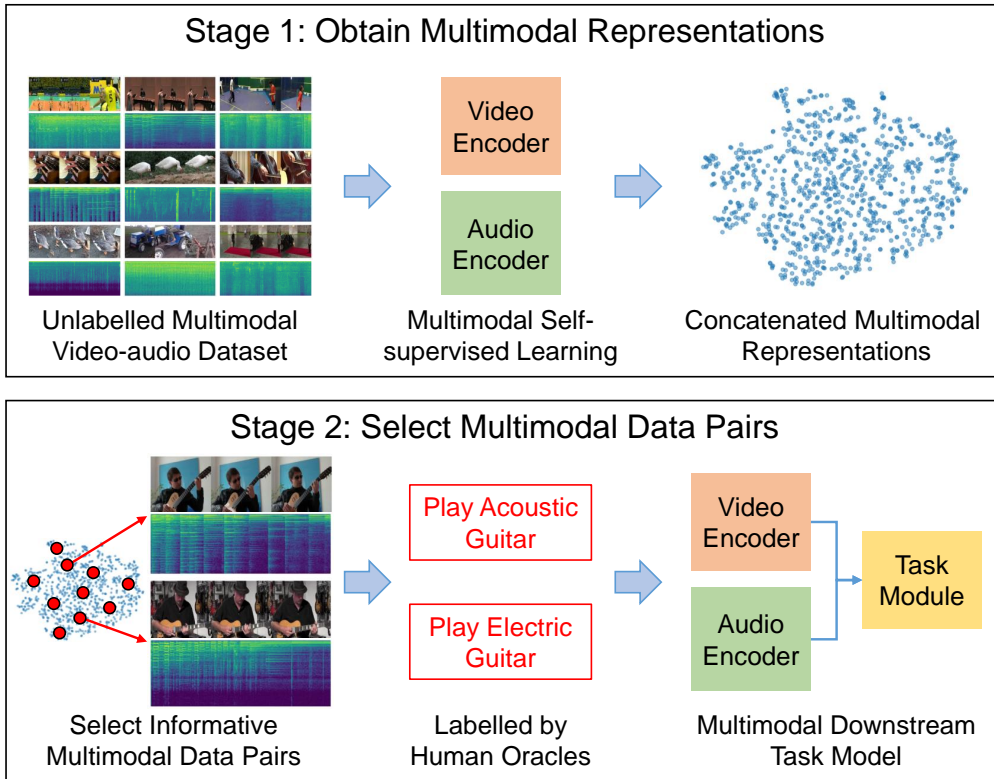 Stage 1: Obtain Multimodal Representations
Video
Encoder
Audio
Encoder
Unlabelled Multimodal
Video-audio Dataset
Multimodal Self-
supervised Learning
Concatenated Multimodal
Representations
Stage 2: Select Multimodal Data Pairs
Play Acoustic
Guitar
Play Electric
Guitar
Video
Encoder
Audio
Encoder
Task
Module
Select Informative
Multimodal Data Pairs
Labelled by
Human Oracles
Multimodal Downstream
Task Model